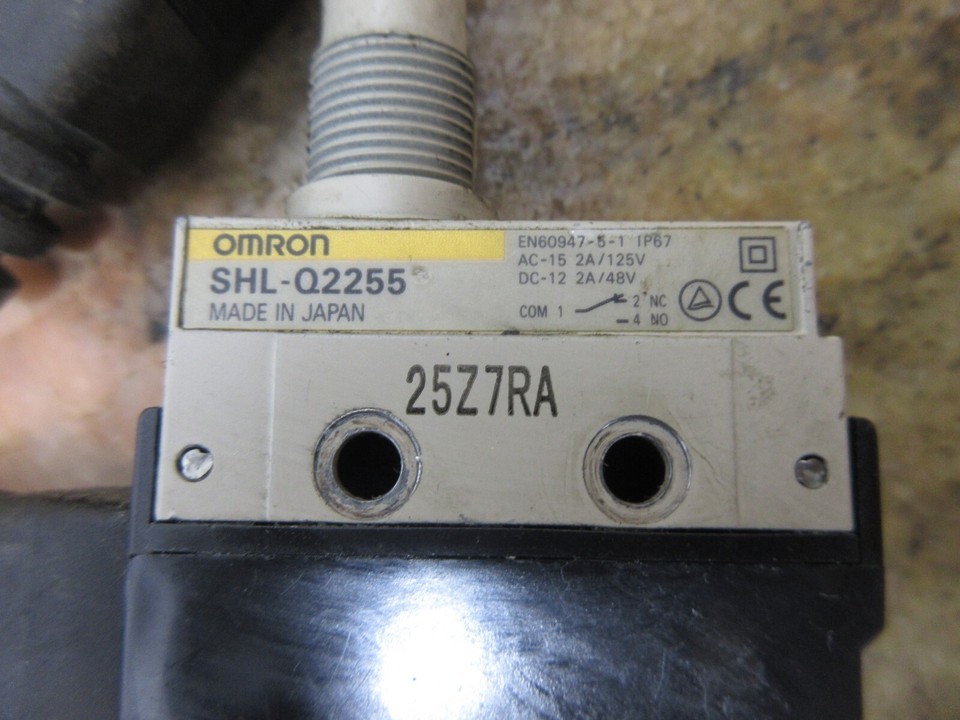 OMRON
SHL-Q2255
MADE IN JAPAN
EN60947-5-1 IP67
AC-15 2A/125V
DC-12 2A/48V
COM 1 2 NC
4 NO
CE
25Z7RA